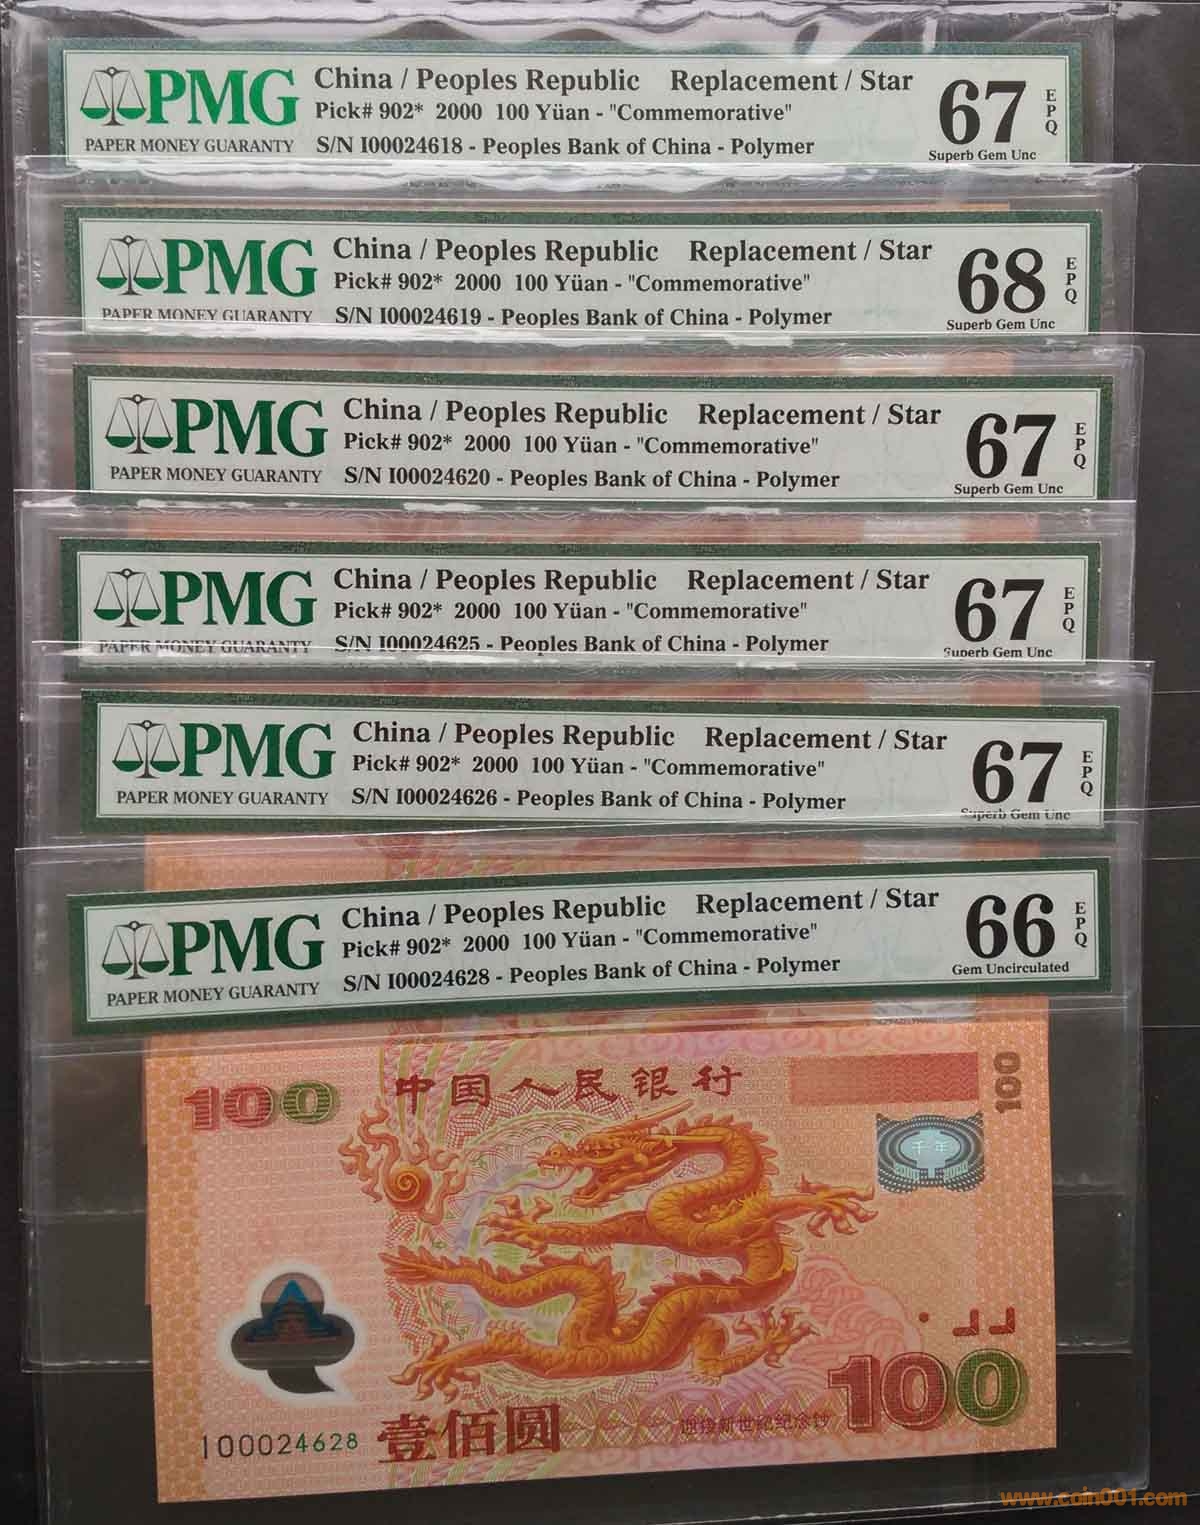 PMG
PAPER MONEY GUARANTY
China / Peoples Republic Replacement / Star
Pick# 902* 2000 100 Yüan - "Commemorative"
S/N I00024618 - Peoples Bank of China - Polymer
67 EPQ
Superb Gem Unc
PMG
PAPER MONEY GUARANTY
China / Peoples Republic Replacement / Star
Pick# 902* 2000 100 Yüan - "Commemorative"
S/N I00024619 - Peoples Bank of China - Polymer
68 EPQ
Superb Gem Unc
PMG
PAPER MONEY GUARANTY
China / Peoples Republic Replacement / Star
Pick# 902* 2000 100 Yüan - "Commemorative"
S/N I00024620 - Peoples Bank of China - Polymer
67 EPQ
Superb Gem Unc
PMG
PAPER MONEY GUARANTY
China / Peoples Republic Replacement / Star
Pick# 902* 2000 100 Yüan - "Commemorative"
S/N I00024625 - Peoples Bank of China - Polymer
67 EPQ
Superb Gem Unc
PMG
PAPER MONEY GUARANTY
China / Peoples Republic Replacement / Star
Pick# 902* 2000 100 Yüan - "Commemorative"
S/N I00024626 - Peoples Bank of China - Polymer
67 EPQ
Superb Gem Unc
PMG
PAPER MONEY GUARANTY
China / Peoples Republic Replacement / Star
Pick# 902* 2000 100 Yüan - "Commemorative"
S/N I00024628 - Peoples Bank of China - Polymer
66 EPQ
Gem Uncirculated
100
中国人民银行
100
千年
100
迎接新世纪纪念钞
壹佰圆
I00024628
www.coin001.com